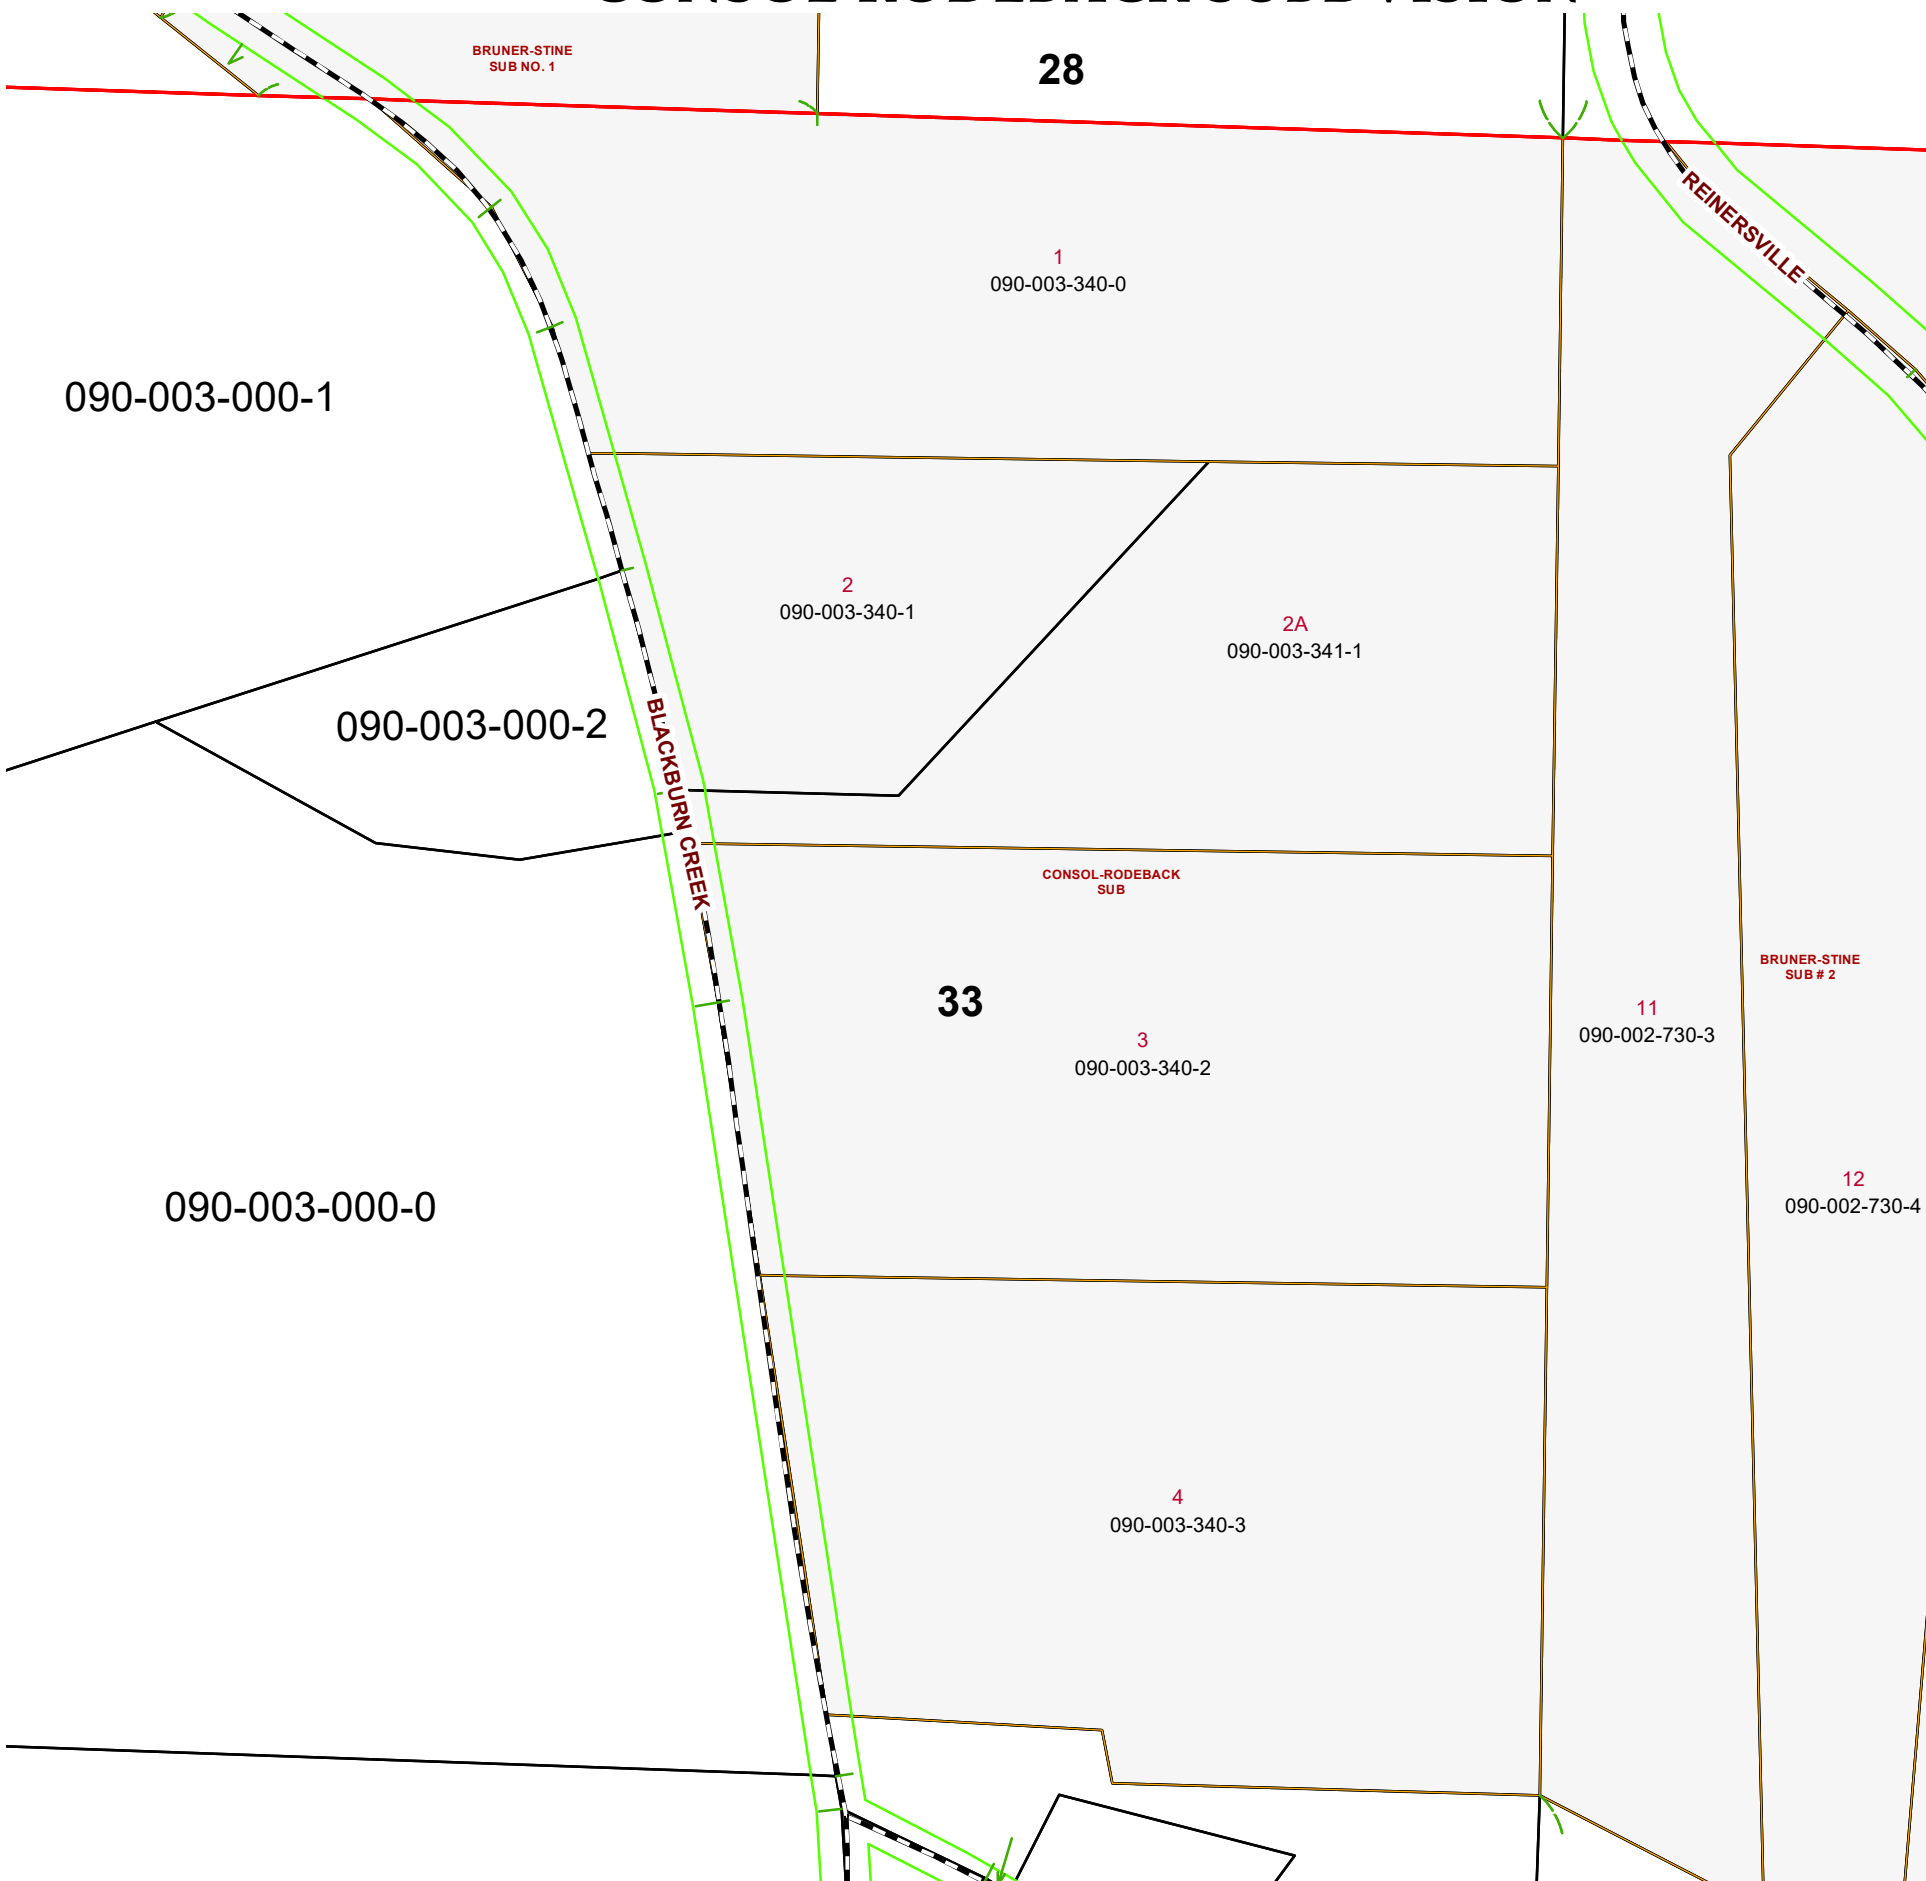 BRUNER-STINE
SUB NO. 1
28
REINERSVILLE
1
090-003-340-0
090-003-000-1
2
090-003-340-1
2A
090-003-341-1
090-003-000-2
BLACKBURN CREEK
CONSOL-RODEBACK
SUB
BRUNER-STINE
SUB # 2
33
11
090-002-730-3
3
090-003-340-2
12
090-002-730-4
090-003-000-0
4
090-003-340-3